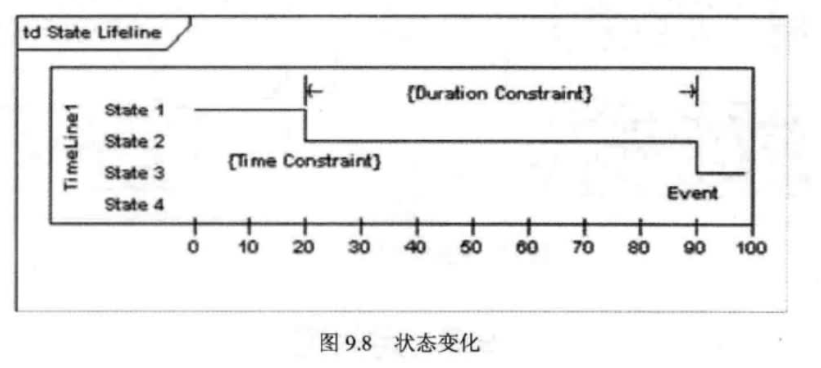 td State Lifeline
TimeLine1
State 1
{Duration Constraint}
State 2
State 3
{Time Constraint}
State 4
Event
0 10 20 30 40 50 60 70 80 90 100
图 9.8 状态变化